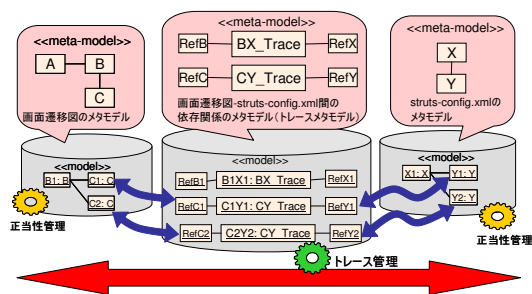 <<meta-model>>
A
B
C
画面遷移図のメタモデル
<<meta-model>>
RefB
BX_Trace
RefX
RefC
CY_Trace
RefY
画面遷移図-struts-config.xml間の
依存関係のメタモデル(トレースメタモデル)
<<meta-model>>
X
Y
struts-config.xmlの
メタモデル
<<model>>
B1: B
C1: C
C2: C
正当性管理
<<model>>
RefB1
B1X1: BX_Trace
RefX1
RefC1
C1Y1: CY_Trace
RefY1
RefC2
C2Y2: CY_Trace
RefY2
トレース管理
<<model>>
X1: X
Y1: Y
Y2: Y
正当性管理